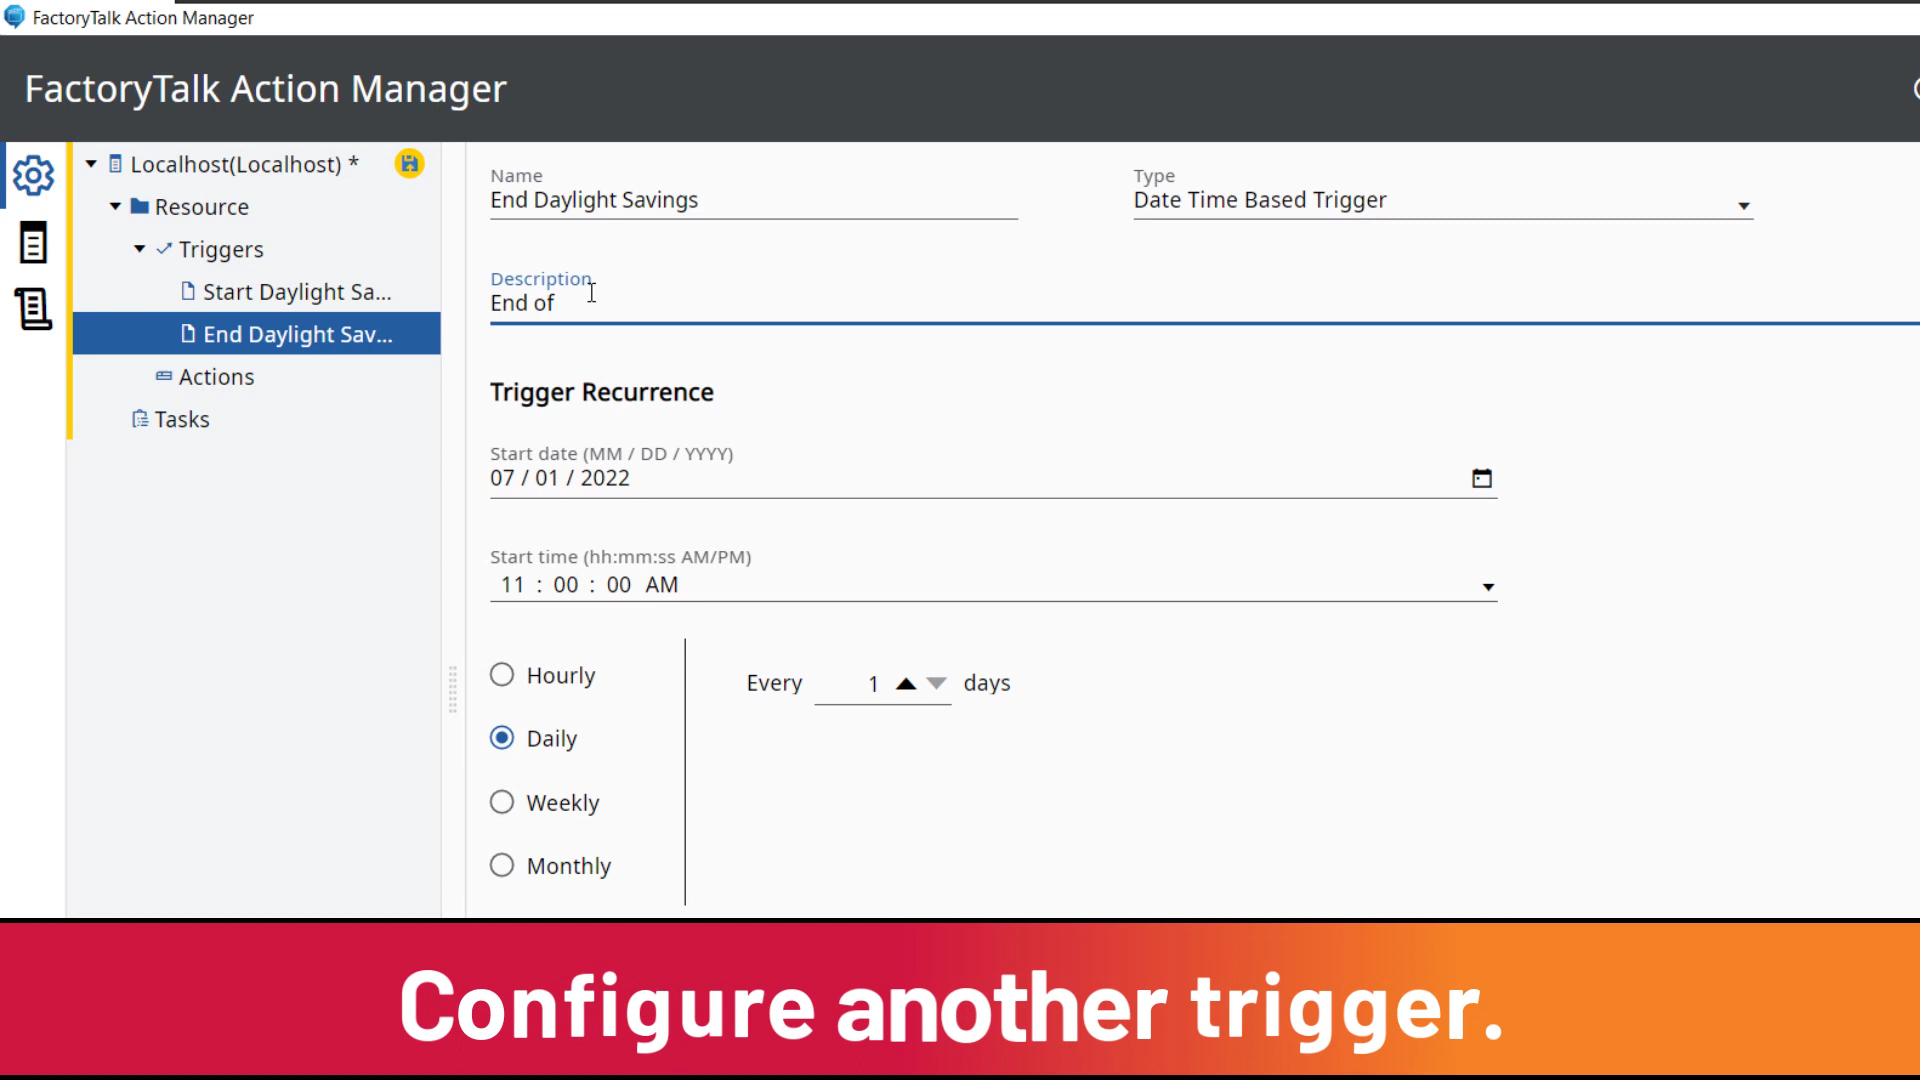 FactoryTalk Action Manager
FactoryTalk Action Manager
Localhost(Localhost) *
Resource
Triggers
Start Daylight Sa...
End Daylight Sav...
Actions
Tasks
Name
End Daylight Savings
Type
Date Time Based Trigger
Description
End of
Trigger Recurrence
Start date (MM / DD / YYYY)
07 / 01 / 2022
Start time (hh:mm:ss AM/PM)
11 : 00 : 00 AM
Hourly
Daily
Weekly
Monthly
Every 1 days
Configure another trigger.